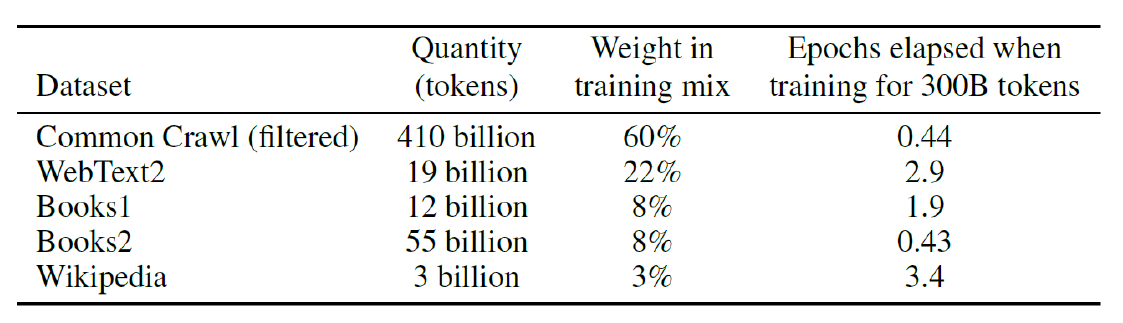 Quantity Weight in Epochs elapsed when
Dataset (tokens) training mix training for 300B tokens
Common Crawl (filtered) 410 billion 60% 0.44
WebText2 19 billion 22% 2.9
Books1 12 billion 8% 1.9
Books2 55 billion 8% 0.43
Wikipedia 3 billion 3% 3.4